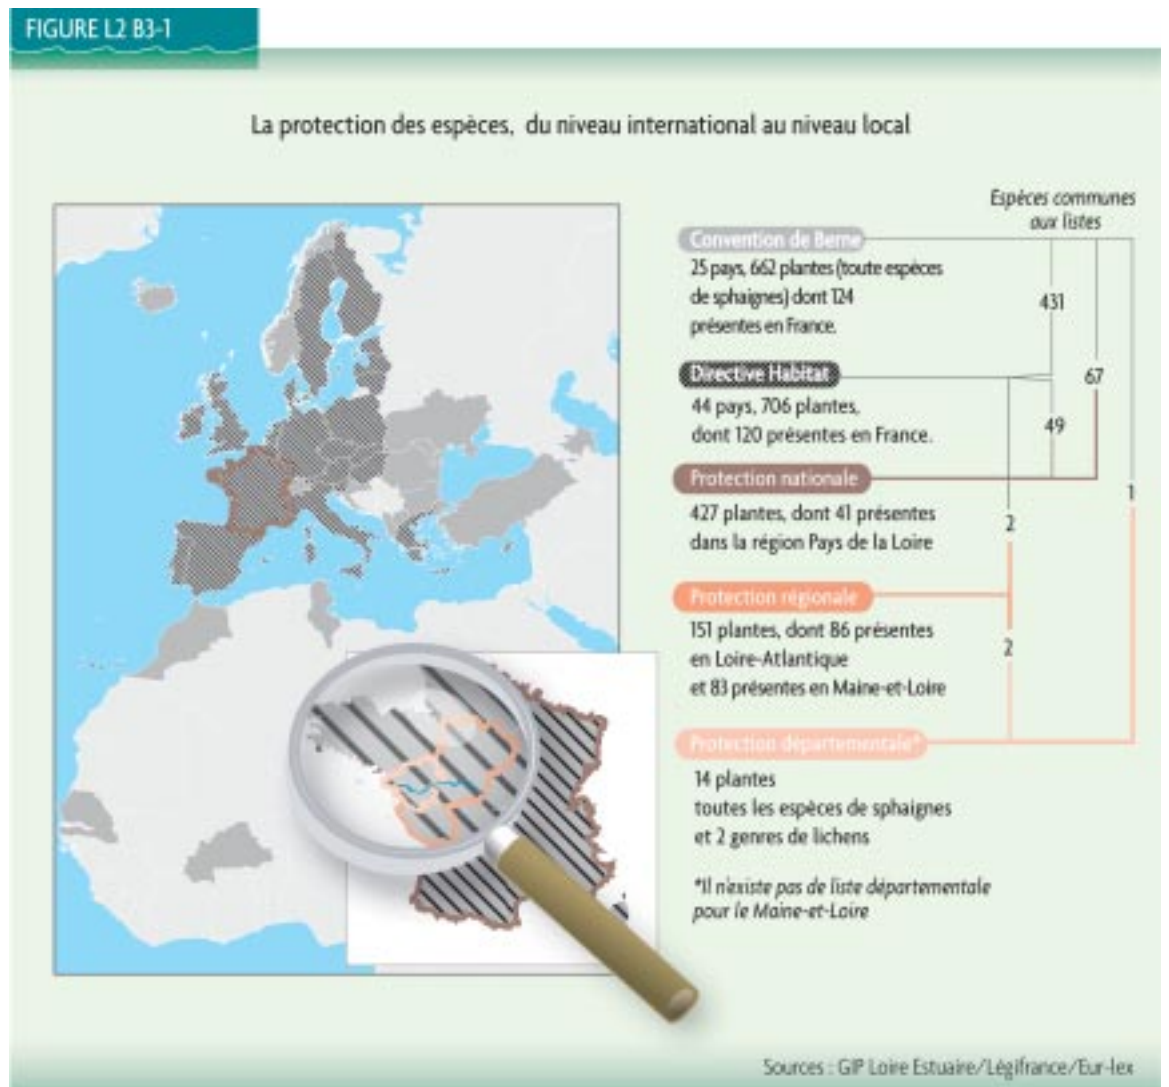 FIGURE L2 B3-1
La protection des espèces, du niveau international au niveau local
Espèces communes
aux listes
Convention de Berne
25 pays, 662 plantes (toute espèces
de sphaignes) dont 124
présentes en France.
431
Directive Habitat
67
44 pays, 706 plantes,
dont 120 présentes en France.
49
Protection nationale
1
427 plantes, dont 41 présentes
dans la région Pays de la Loire
2
Protection régionale
151 plantes, dont 86 présentes
en Loire-Atlantique
et 83 présentes en Maine-et-Loire
2
Protection départementale*
14 plantes
toutes les espèces de sphaignes
et 2 genres de lichens
*Il n'existe pas de liste départementale
pour le Maine-et-Loire
Sources : GIP Loire Estuaire/Légifrance/Eur-lex